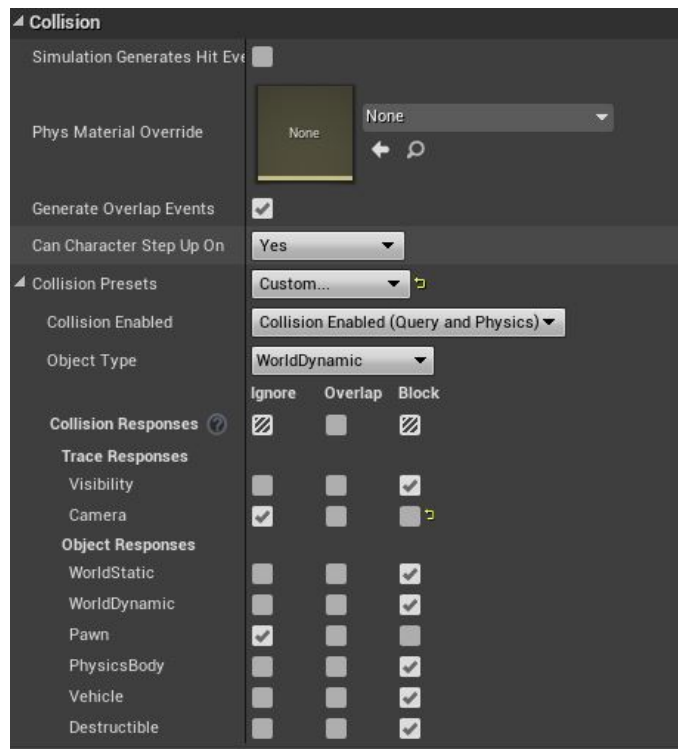 Collision
Simulation Generates Hit Eve
Phys Material Override
None
None
Generate Overlap Events
Can Character Step Up On
Yes
Collision Presets
Custom...
Collision Enabled
Collision Enabled (Query and Physics)
Object Type
WorldDynamic
Ignore Overlap Block
Collision Responses ?
Trace Responses
Visibility
Camera
Object Responses
WorldStatic
WorldDynamic
Pawn
PhysicsBody
Vehicle
Destructible